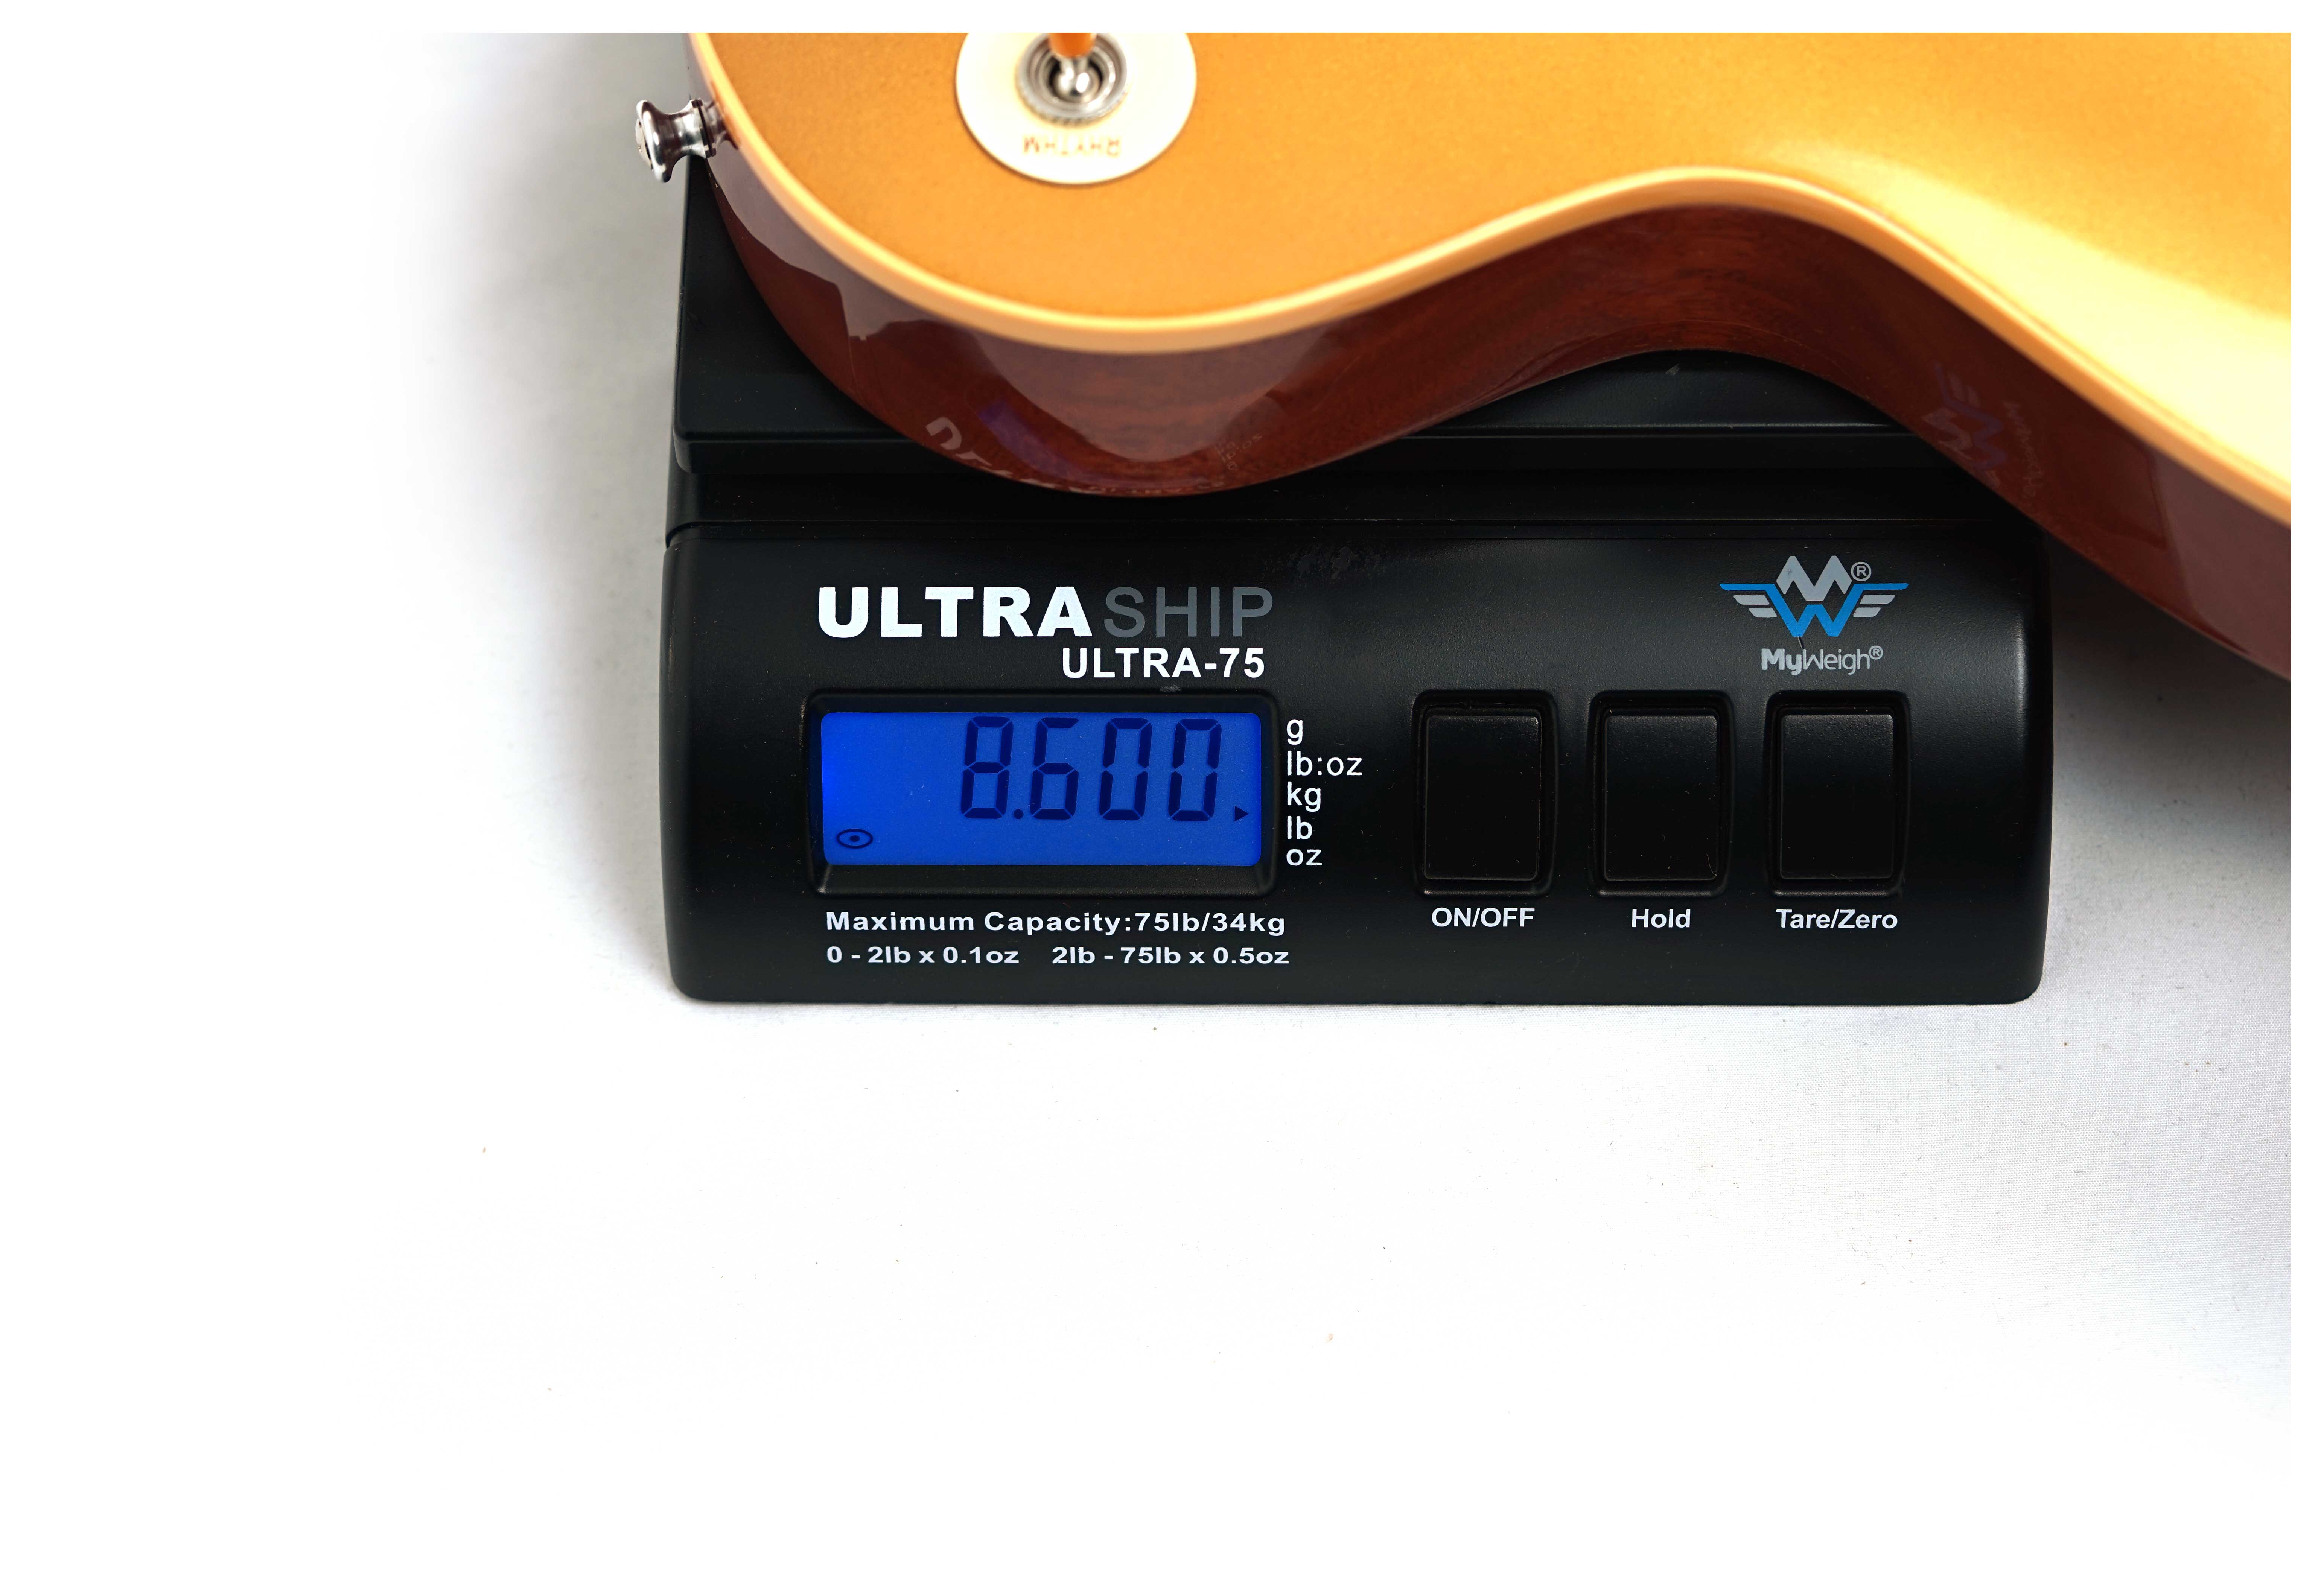 RHYTHM
ULTRASHIP
ULTRA-75
®
MyWeigh®
8.600
g
lb:oz
kg
lb
oz
Maximum Capacity:75lb/34kg
0 - 2lb x 0.1oz 2lb - 75lb x 0.5oz
ON/OFF
Hold
Tare/Zero